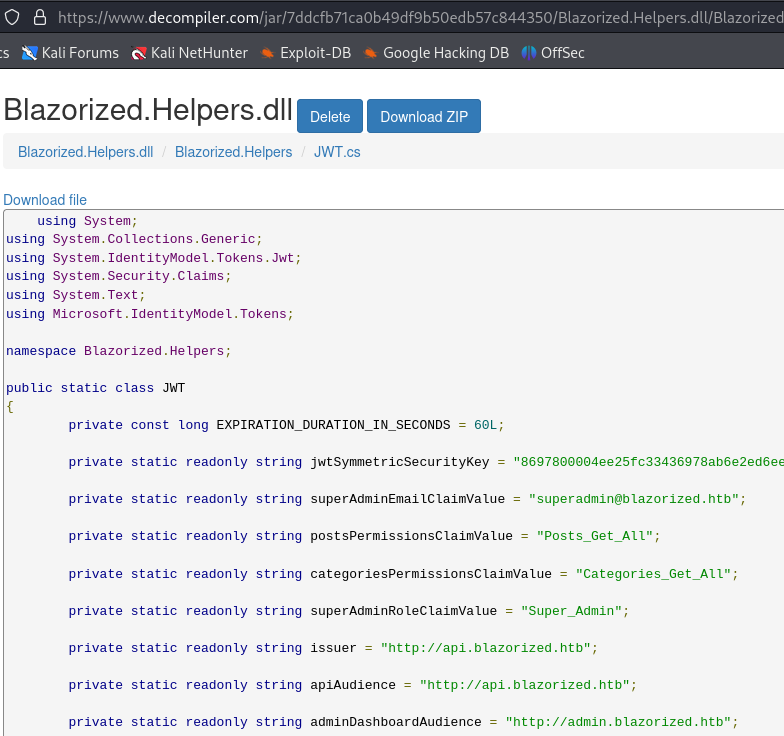 https://www.decompiler.com/jar/7ddcfb71ca0b49df9b50edb57c844350/Blazorized.Helpers.dll/Blazorized
cs Kali Forums Kali NetHunter Exploit-DB Google Hacking DB OffSec
Blazorized.Helpers.dll Delete Download ZIP
Blazorized.Helpers.dll / Blazorized.Helpers / JWT.cs
Download file
using System;
using System.Collections.Generic;
using System.IdentityModel.Tokens.Jwt;
using System.Security.Claims;
using System.Text;
using Microsoft.IdentityModel.Tokens;
namespace Blazorized.Helpers;
public static class JWT
{
private const long EXPIRATION_DURATION_IN_SECONDS = 60L;
private static readonly string jwtSymmetricSecurityKey = "8697800004ee25fc33436978ab6e2ed6ee
private static readonly string superAdminEmailClaimValue = "superadmin@blazorized.htb";
private static readonly string postsPermissionsClaimValue = "Posts_Get_All";
private static readonly string categoriesPermissionsClaimValue = "Categories_Get_All";
private static readonly string superAdminRoleClaimValue = "Super_Admin";
private static readonly string issuer = "http://api.blazorized.htb";
private static readonly string apiAudience = "http://api.blazorized.htb";
private static readonly string adminDashboardAudience = "http://admin.blazorized.htb";